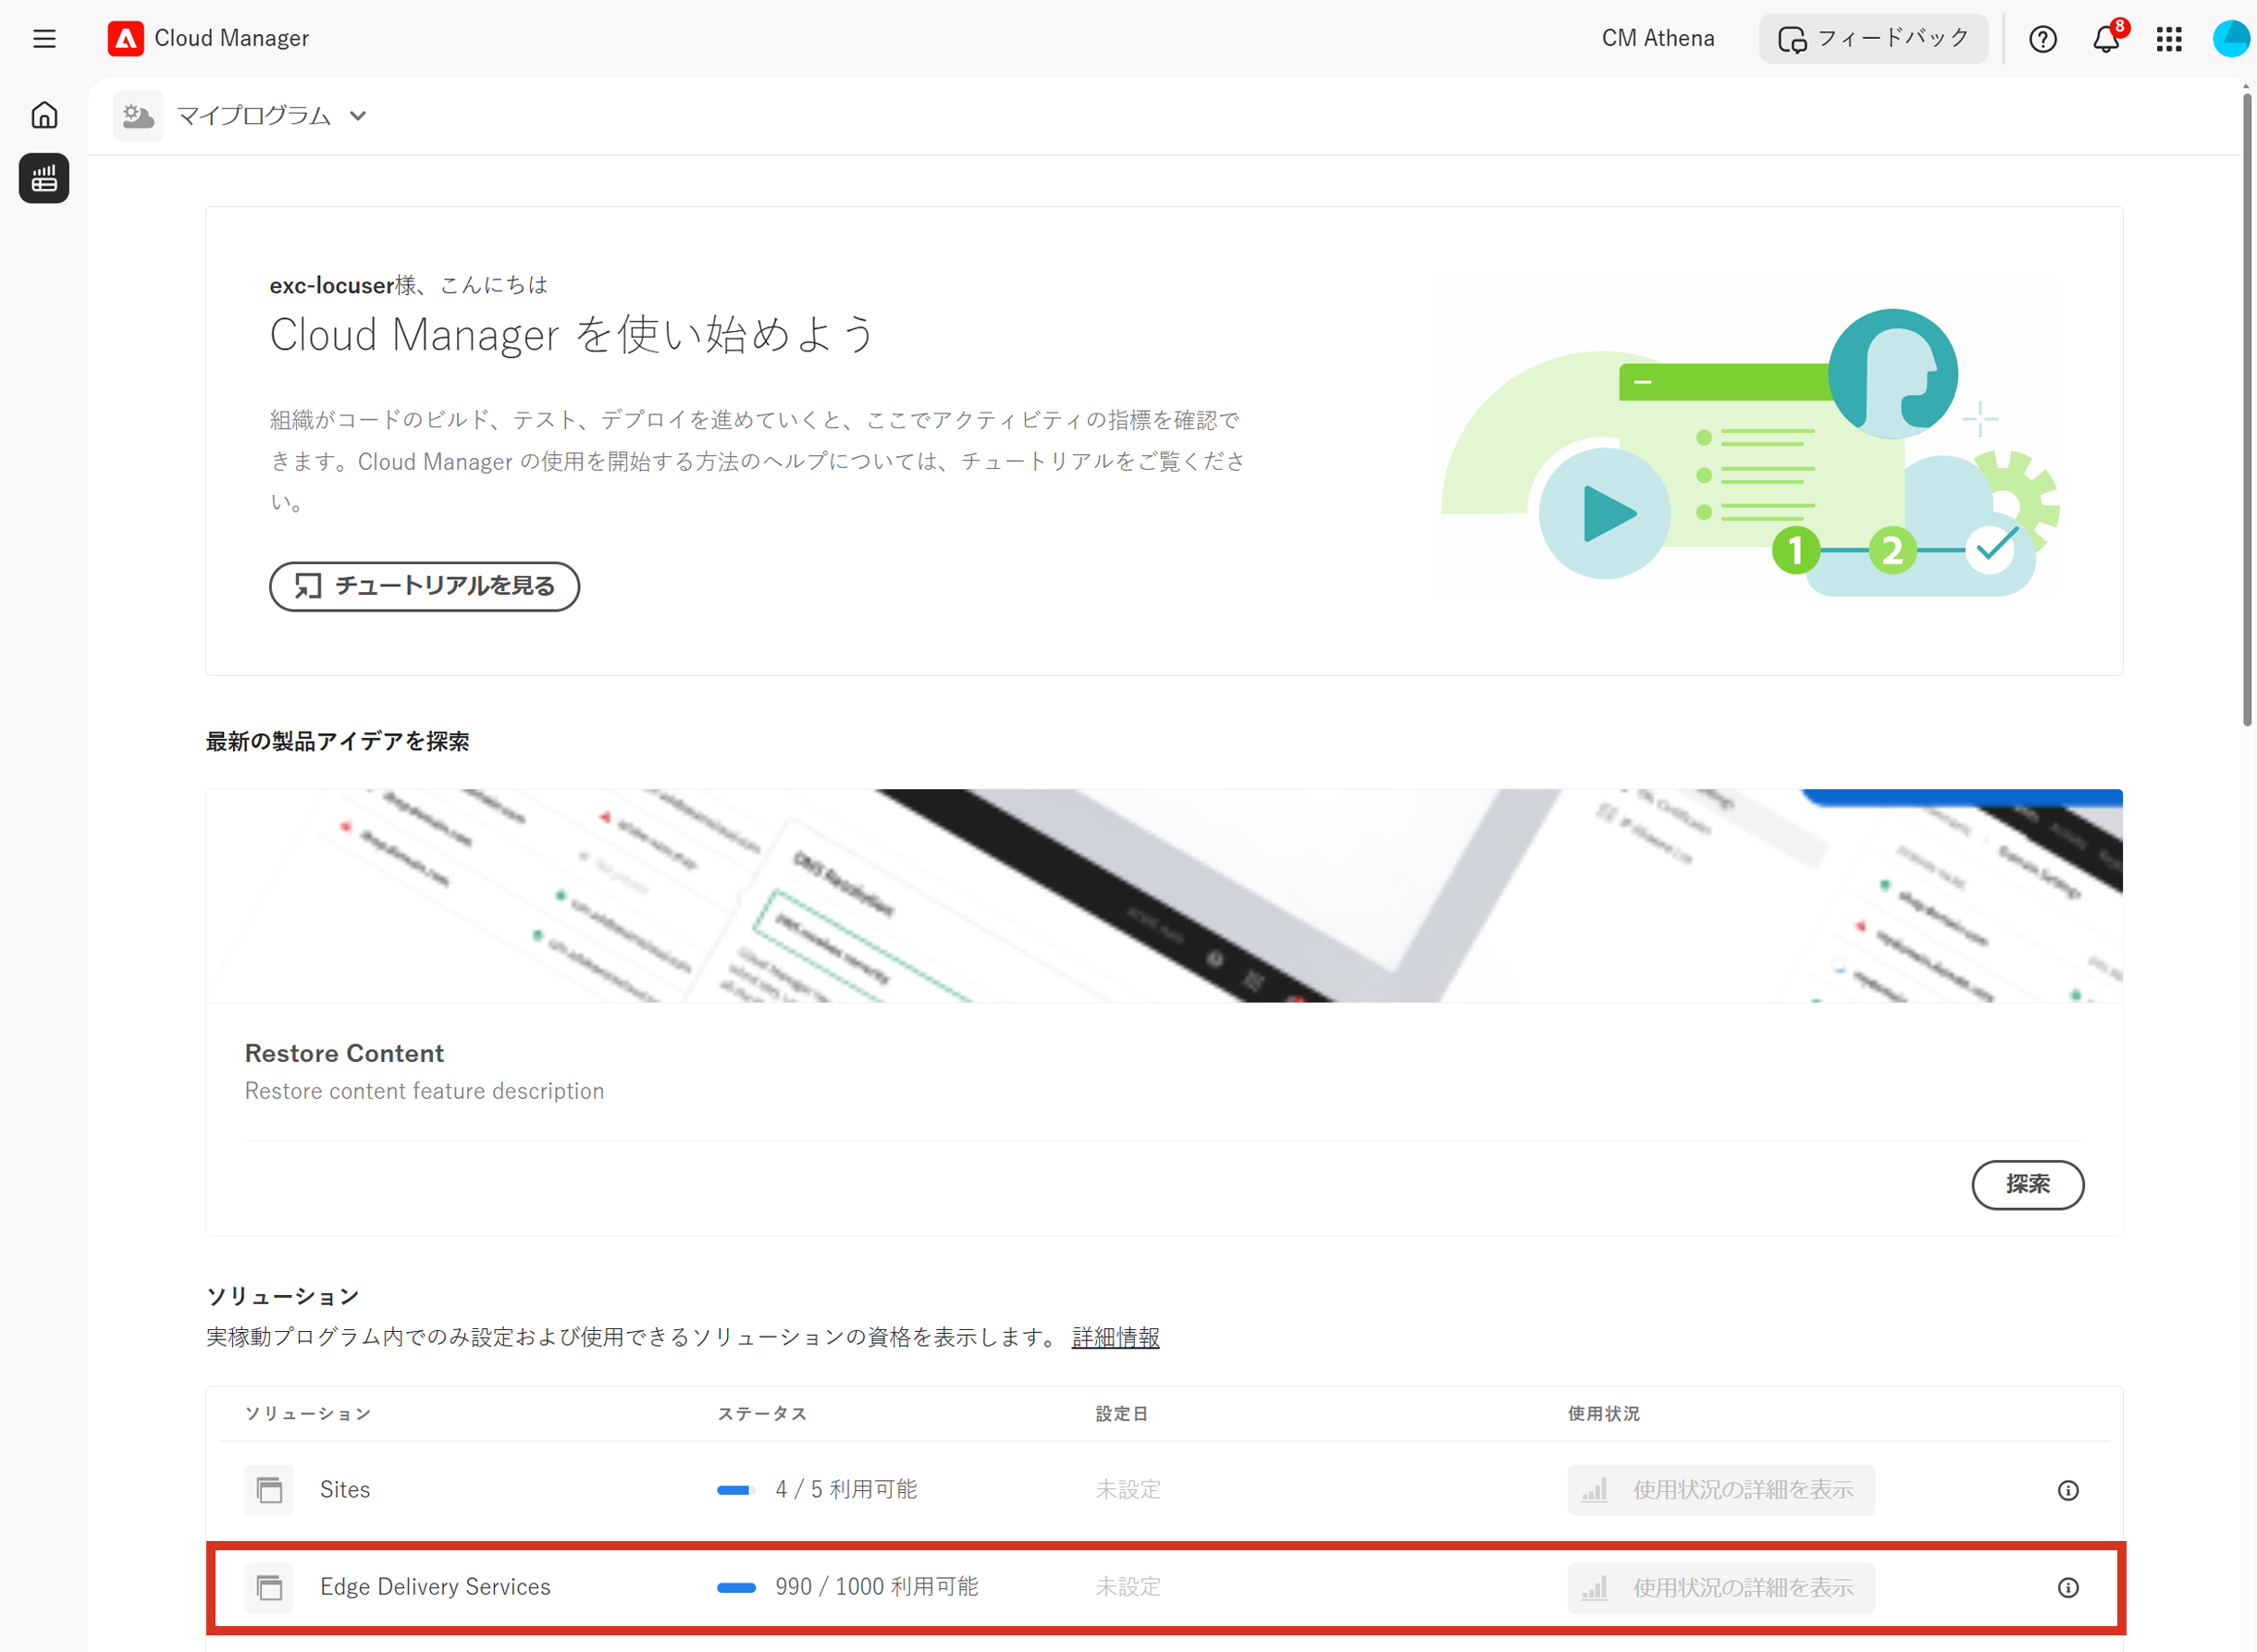 Cloud Manager
CM Athena
フィードバック
8
マイプログラム
exc-locuser様、こんにちは
Cloud Manager を使い始めよう
組織がコードのビルド、テスト、デプロイを進めていくと、ここでアクティビティの指標を確認で
きます。Cloud Manager の使用を開始する方法のヘルプについては、チュートリアルをご覧くださ
い。
チュートリアルを見る
1
2
最新の製品アイデアを探索
DNS Resolution
Restore Content
Restore content feature description
探索
ソリューション
実稼動プログラム内でのみ設定および使用できるソリューションの資格を表示します。 詳細情報
ソリューション ステータス 設定日 使用状況
Sites 4 / 5 利用可能 未設定 使用状況の詳細を表示
Edge Delivery Services 990 / 1000 利用可能 未設定 使用状況の詳細を表示